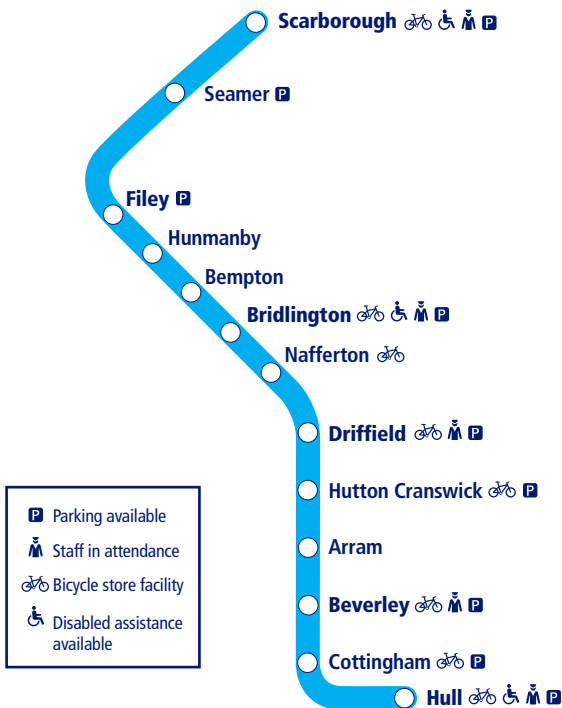 Scarborough P
Seamer P
Filey P
Hunmanby
Bempton
Bridlington P
Nafferton
Driffield P
Hutton Cranswick P
Arram
Beverley P
Cottingham P
Hull P
P Parking available
Staff in attendance
Bicycle store facility
Disabled assistance
available